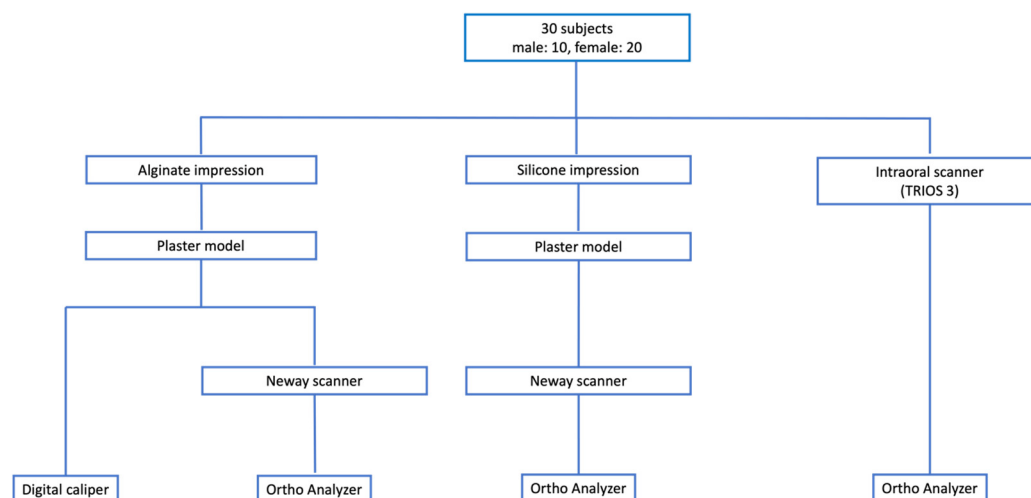 30 subjects
male: 10, female: 20
Alginate impression
Silicone impression
Intraoral scanner
(TRIOS 3)
Plaster model
Plaster model
Neway scanner
Neway scanner
Digital caliper
Ortho Analyzer
Ortho Analyzer
Ortho Analyzer